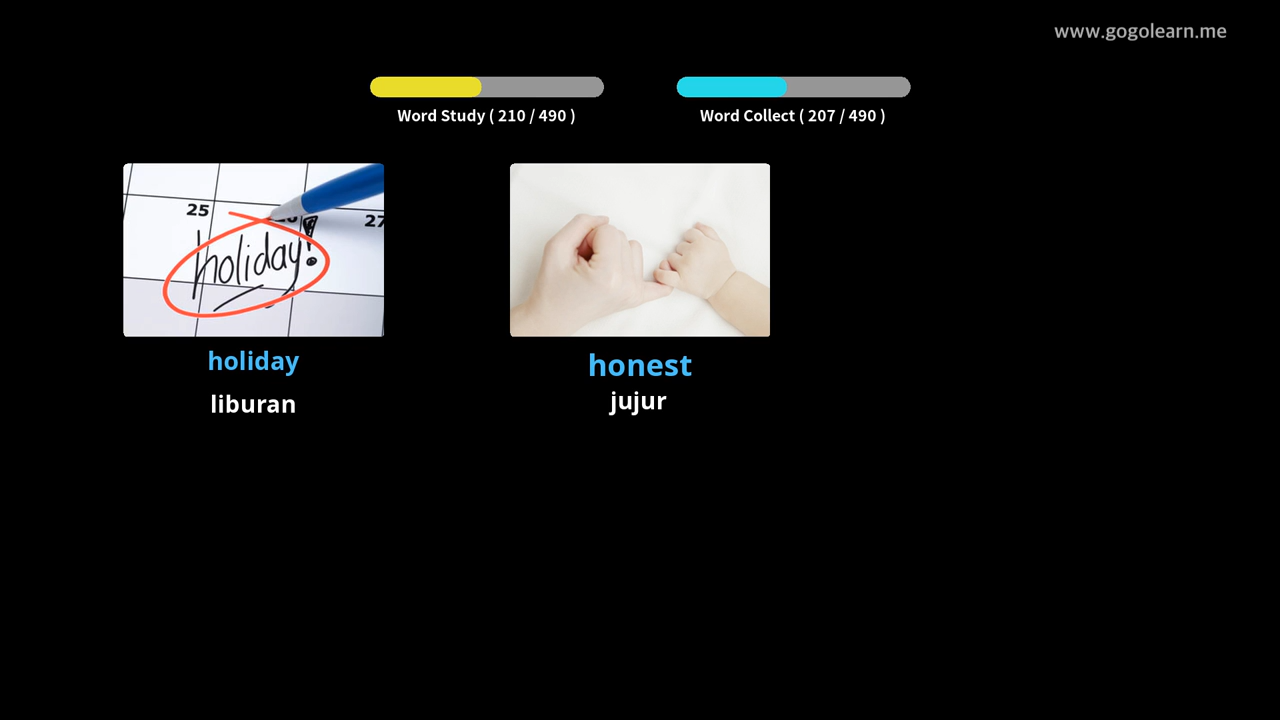 www.gogolearn.me
Word Study ( 210 / 490 )
Word Collect ( 207 / 490 )
25
27
holiday!
holiday
liburan
honest
jujur